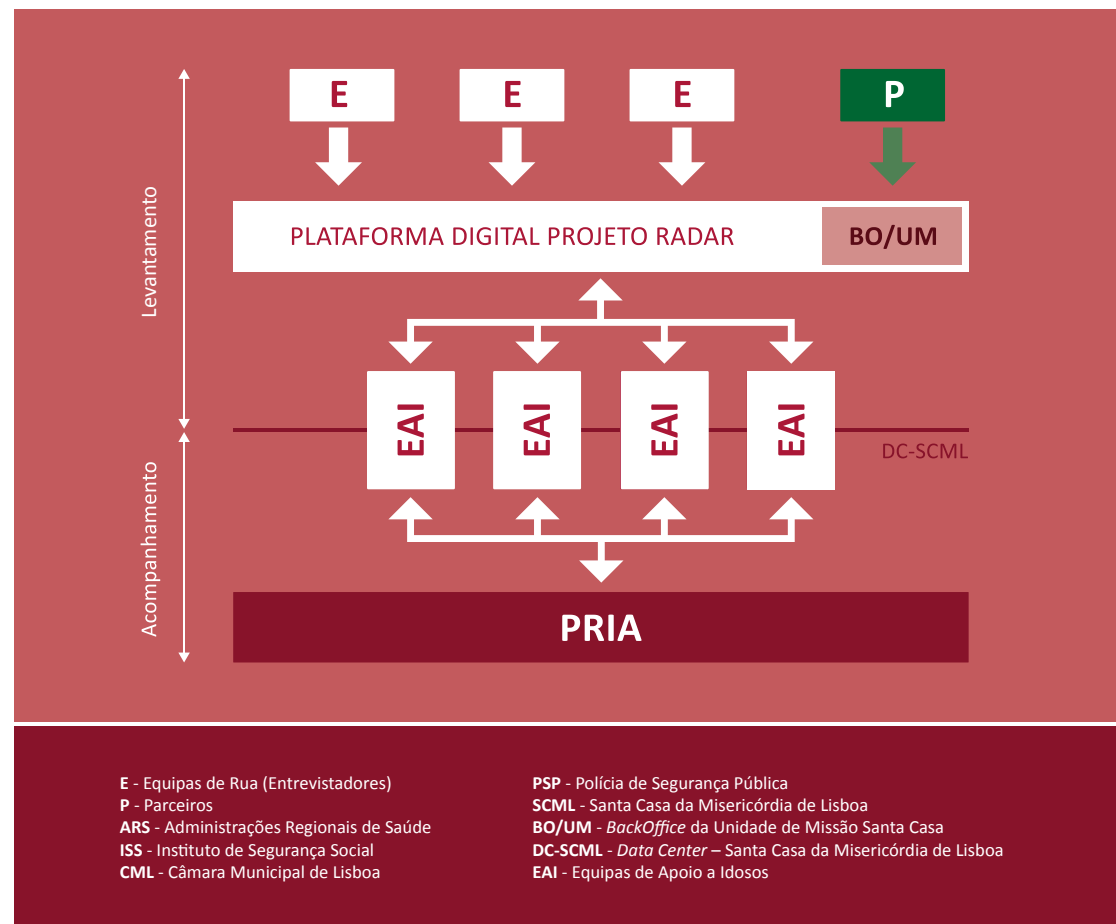 E
E
E
P
Levantamento
PLATAFORMA DIGITAL PROJETO RADAR
BO/UM
EAI
EAI
EAI
EAI
DC-SCML
Acompanhamento
PRIA
E - Equipas de Rua (Entrevistadores)
P - Parceiros
ARS - Administrações Regionais de Saúde
ISS - Instituto de Segurança Social
CML - Câmara Municipal de Lisboa
PSP - Polícia de Segurança Pública
SCML - Santa Casa da Misericórdia de Lisboa
BO/UM - BackOffice da Unidade de Missão Santa Casa
DC-SCML - Data Center – Santa Casa da Misericórdia de Lisboa
EAI - Equipas de Apoio a Idosos